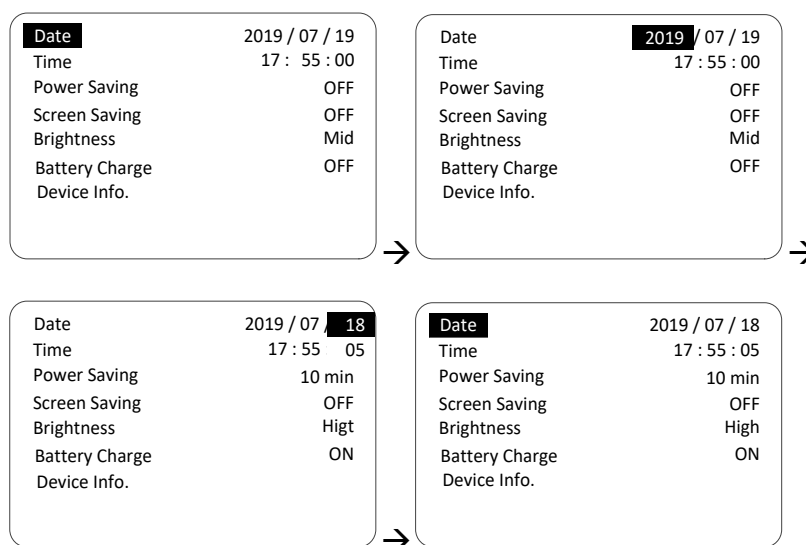 Date 2019 / 07 / 19
Time 17 : 55 : 00
Power Saving OFF
Screen Saving OFF
Brightness Mid
Battery Charge OFF
Device Info.
→
Date 2019 / 07 / 19
Time 17 : 55 : 00
Power Saving OFF
Screen Saving OFF
Brightness Mid
Battery Charge OFF
Device Info.
→
Date 2019 / 07 / 18
Time 17 : 55 05
Power Saving 10 min
Screen Saving OFF
Brightness Higt
Battery Charge ON
Device Info.
→
Date 2019 / 07 / 18
Time 17 : 55 : 05
Power Saving 10 min
Screen Saving OFF
Brightness High
Battery Charge ON
Device Info.